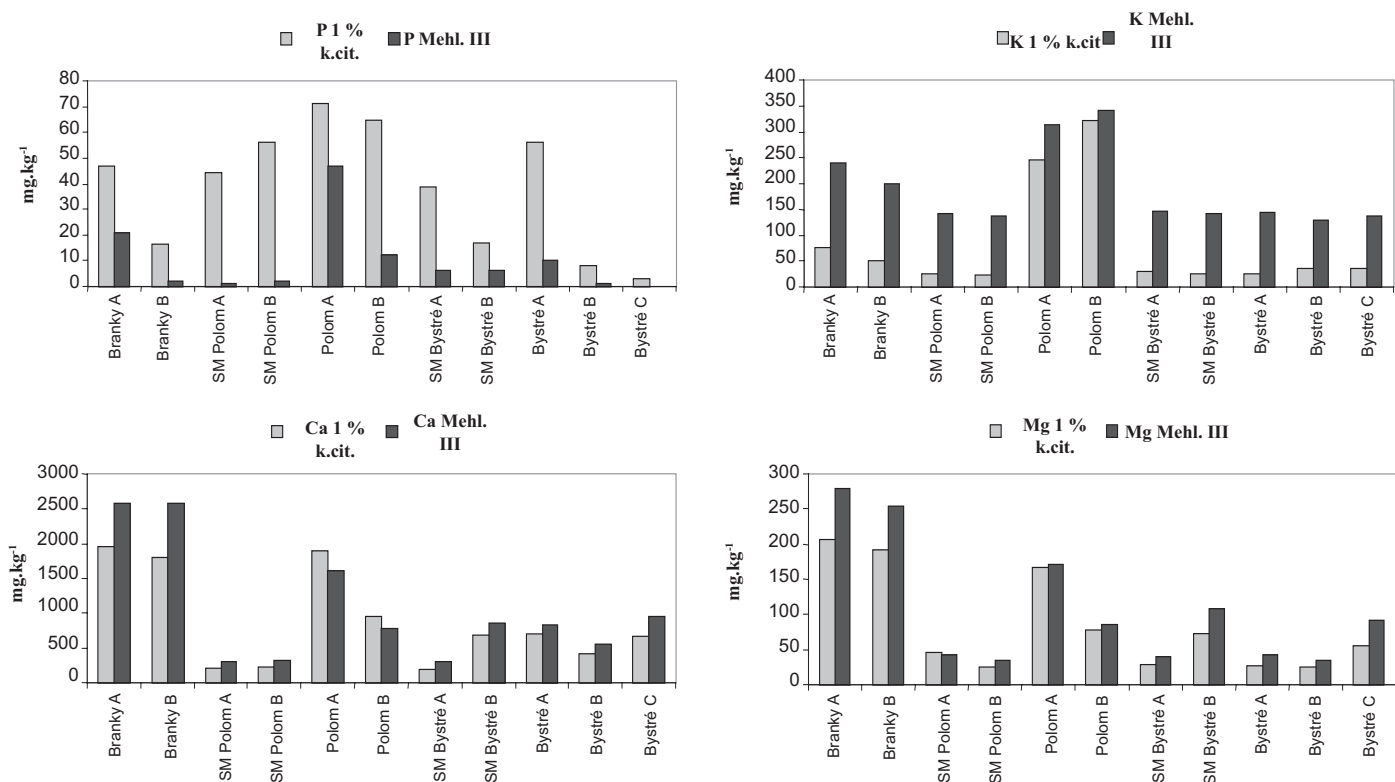 P 1 %
k.cit.
P Mehl. III
mg.kg⁻¹
80
70
60
50
40
30
20
10
0
Branky A
Branky B
SM Polom A
SM Polom B
Polom A
Polom B
SM Bystré A
SM Bystré B
Bystré A
Bystré B
Bystré C
K 1 % k.cit
K Mehl.
III
mg.kg⁻¹
400
350
300
250
200
150
100
50
0
Branky A
Branky B
SM Polom A
SM Polom B
Polom A
Polom B
SM Bystré A
SM Bystré B
Bystré A
Bystré B
Bystré C
Ca 1 %
k.cit.
Ca Mehl.
III
mg.kg⁻¹
3000
2500
2000
1500
1000
500
0
Branky A
Branky B
SM Polom A
SM Polom B
Polom A
Polom B
SM Bystré A
SM Bystré B
Bystré A
Bystré B
Bystré C
Mg 1 %
k.cit.
Mg Mehl. III
mg.kg⁻¹
300
250
200
150
100
50
0
Branky A
Branky B
SM Polom A
SM Polom B
Polom A
Polom B
SM Bystré A
SM Bystré B
Bystré A
Bystré B
Bystré C